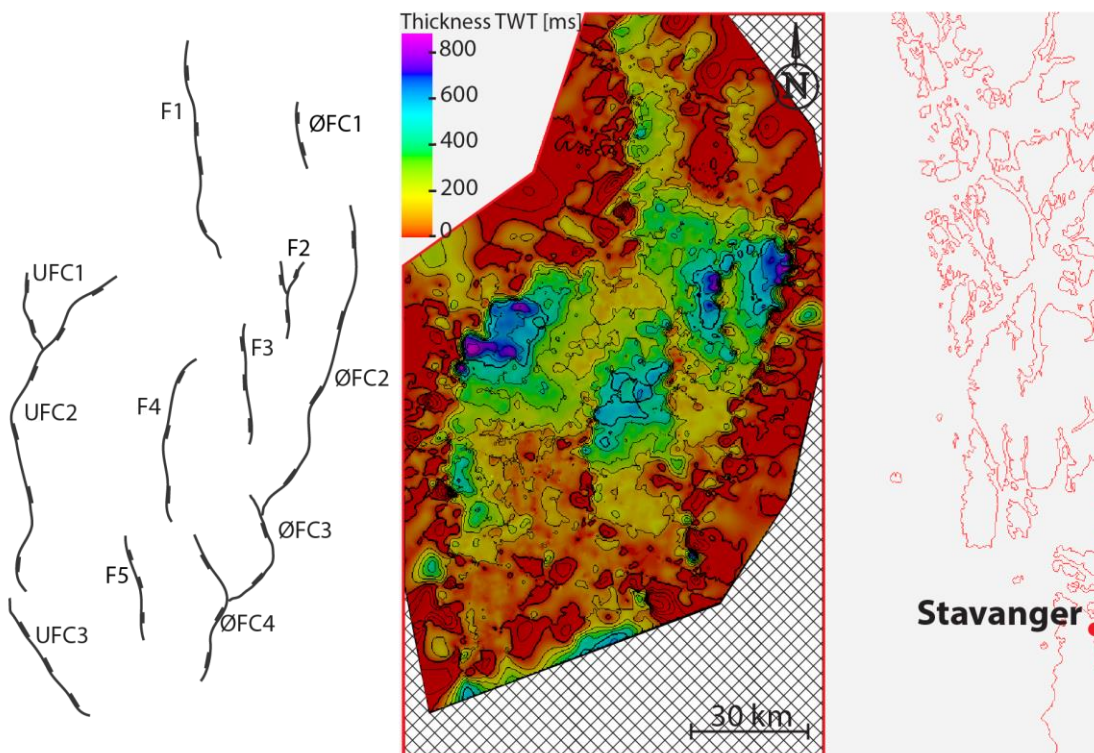 F1
ØFC1
F2
UFC1
F3
ØFC2
F4
UFC2
ØFC3
F5
UFC3
ØFC4
Thickness TWT [ms]
800
600
400
200
0
N
30 km
Stavanger